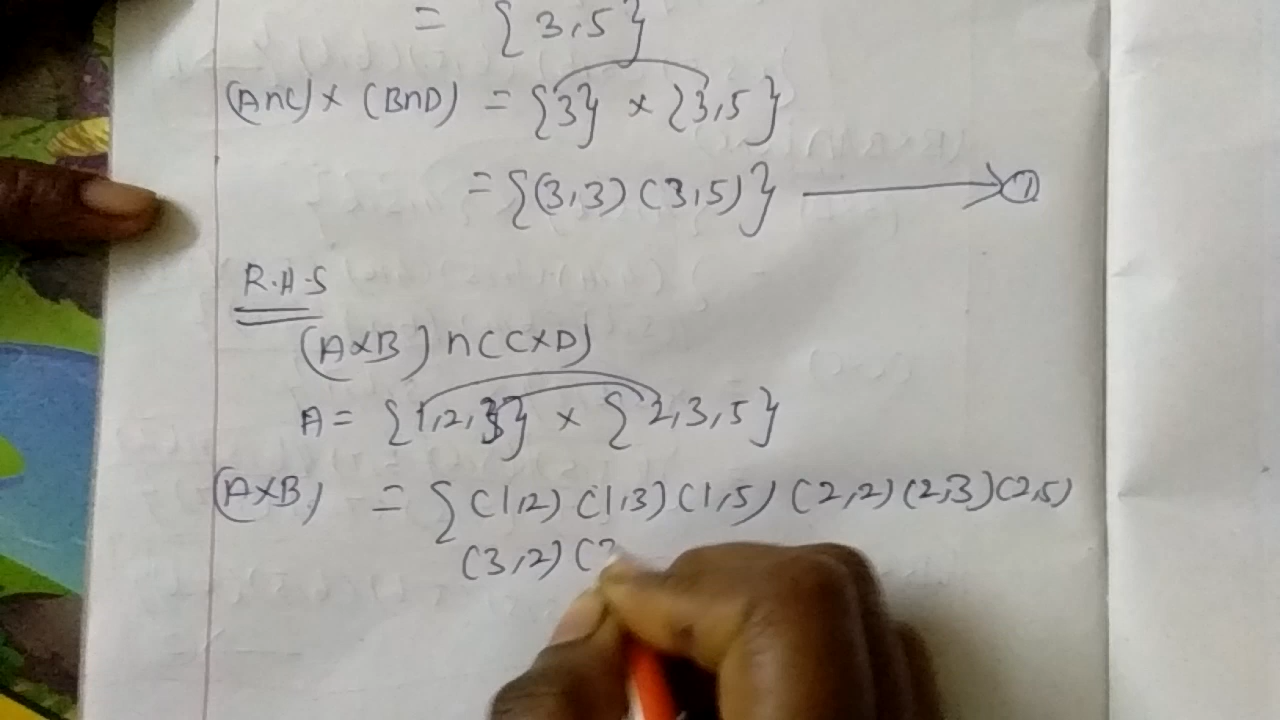 = {3,5}
(A∩C) × (B∩D) = {3} × {3,5}
= {(3,3) (3,5)} → ①
R.H.S
(A×B) ∩ (C×D)
A = {1,2,3} × {2,3,5}
(A×B) = { (1,2) (1,3) (1,5) (2,2) (2,3) (2,5)
(3,2) (3